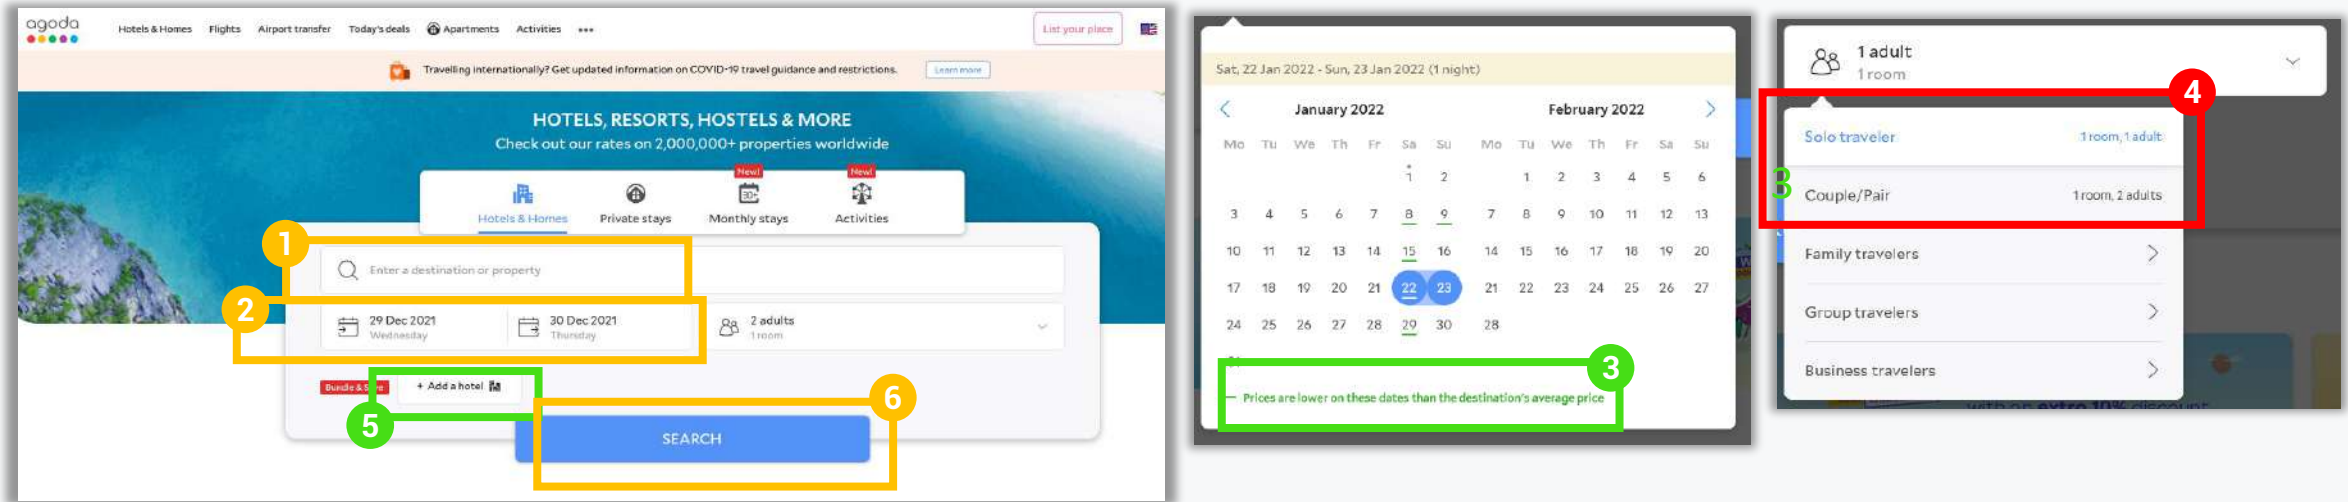 agoda
Hotels & Homes Flights Airport transfer Today's deals Apartments Activities
List your place
Travelling internationally? Get updated information on COVID-19 travel guidance and restrictions. Learn more
HOTELS, RESORTS, HOSTELS & MORE
Check out our rates on 2,000,000+ properties worldwide
New! New!
30+
Hotels & Homes Private stays Monthly stays Activities
1
Enter a destination or property
2
29 Dec 2021 30 Dec 2021 2 adults
Wednesday Thursday 1 room
Bundle & Save + Add a hotel
5
6
SEARCH
Sat, 22 Jan 2022 - Sun, 23 Jan 2022 (1 night)
January 2022 February 2022
Mo Tu We Th Fr Sa Su Mo Tu We Th Fr Sa Su
1 2 1 2 3 4 5 6
3 4 5 6 7 8 9 7 8 9 10 11 12 13
10 11 12 13 14 15 16 14 15 16 17 18 19 20
17 18 19 20 21 22 23 21 22 23 24 25 26 27
24 25 26 27 28 29 30 28
3
Prices are lower on these dates than the destination's average price
1 adult
1 room
4
Solo traveler 1 room, 1 adult
3
Couple/Pair 1 room, 2 adults
Family travelers
Group travelers
Business travelers
with an extra 10% discount